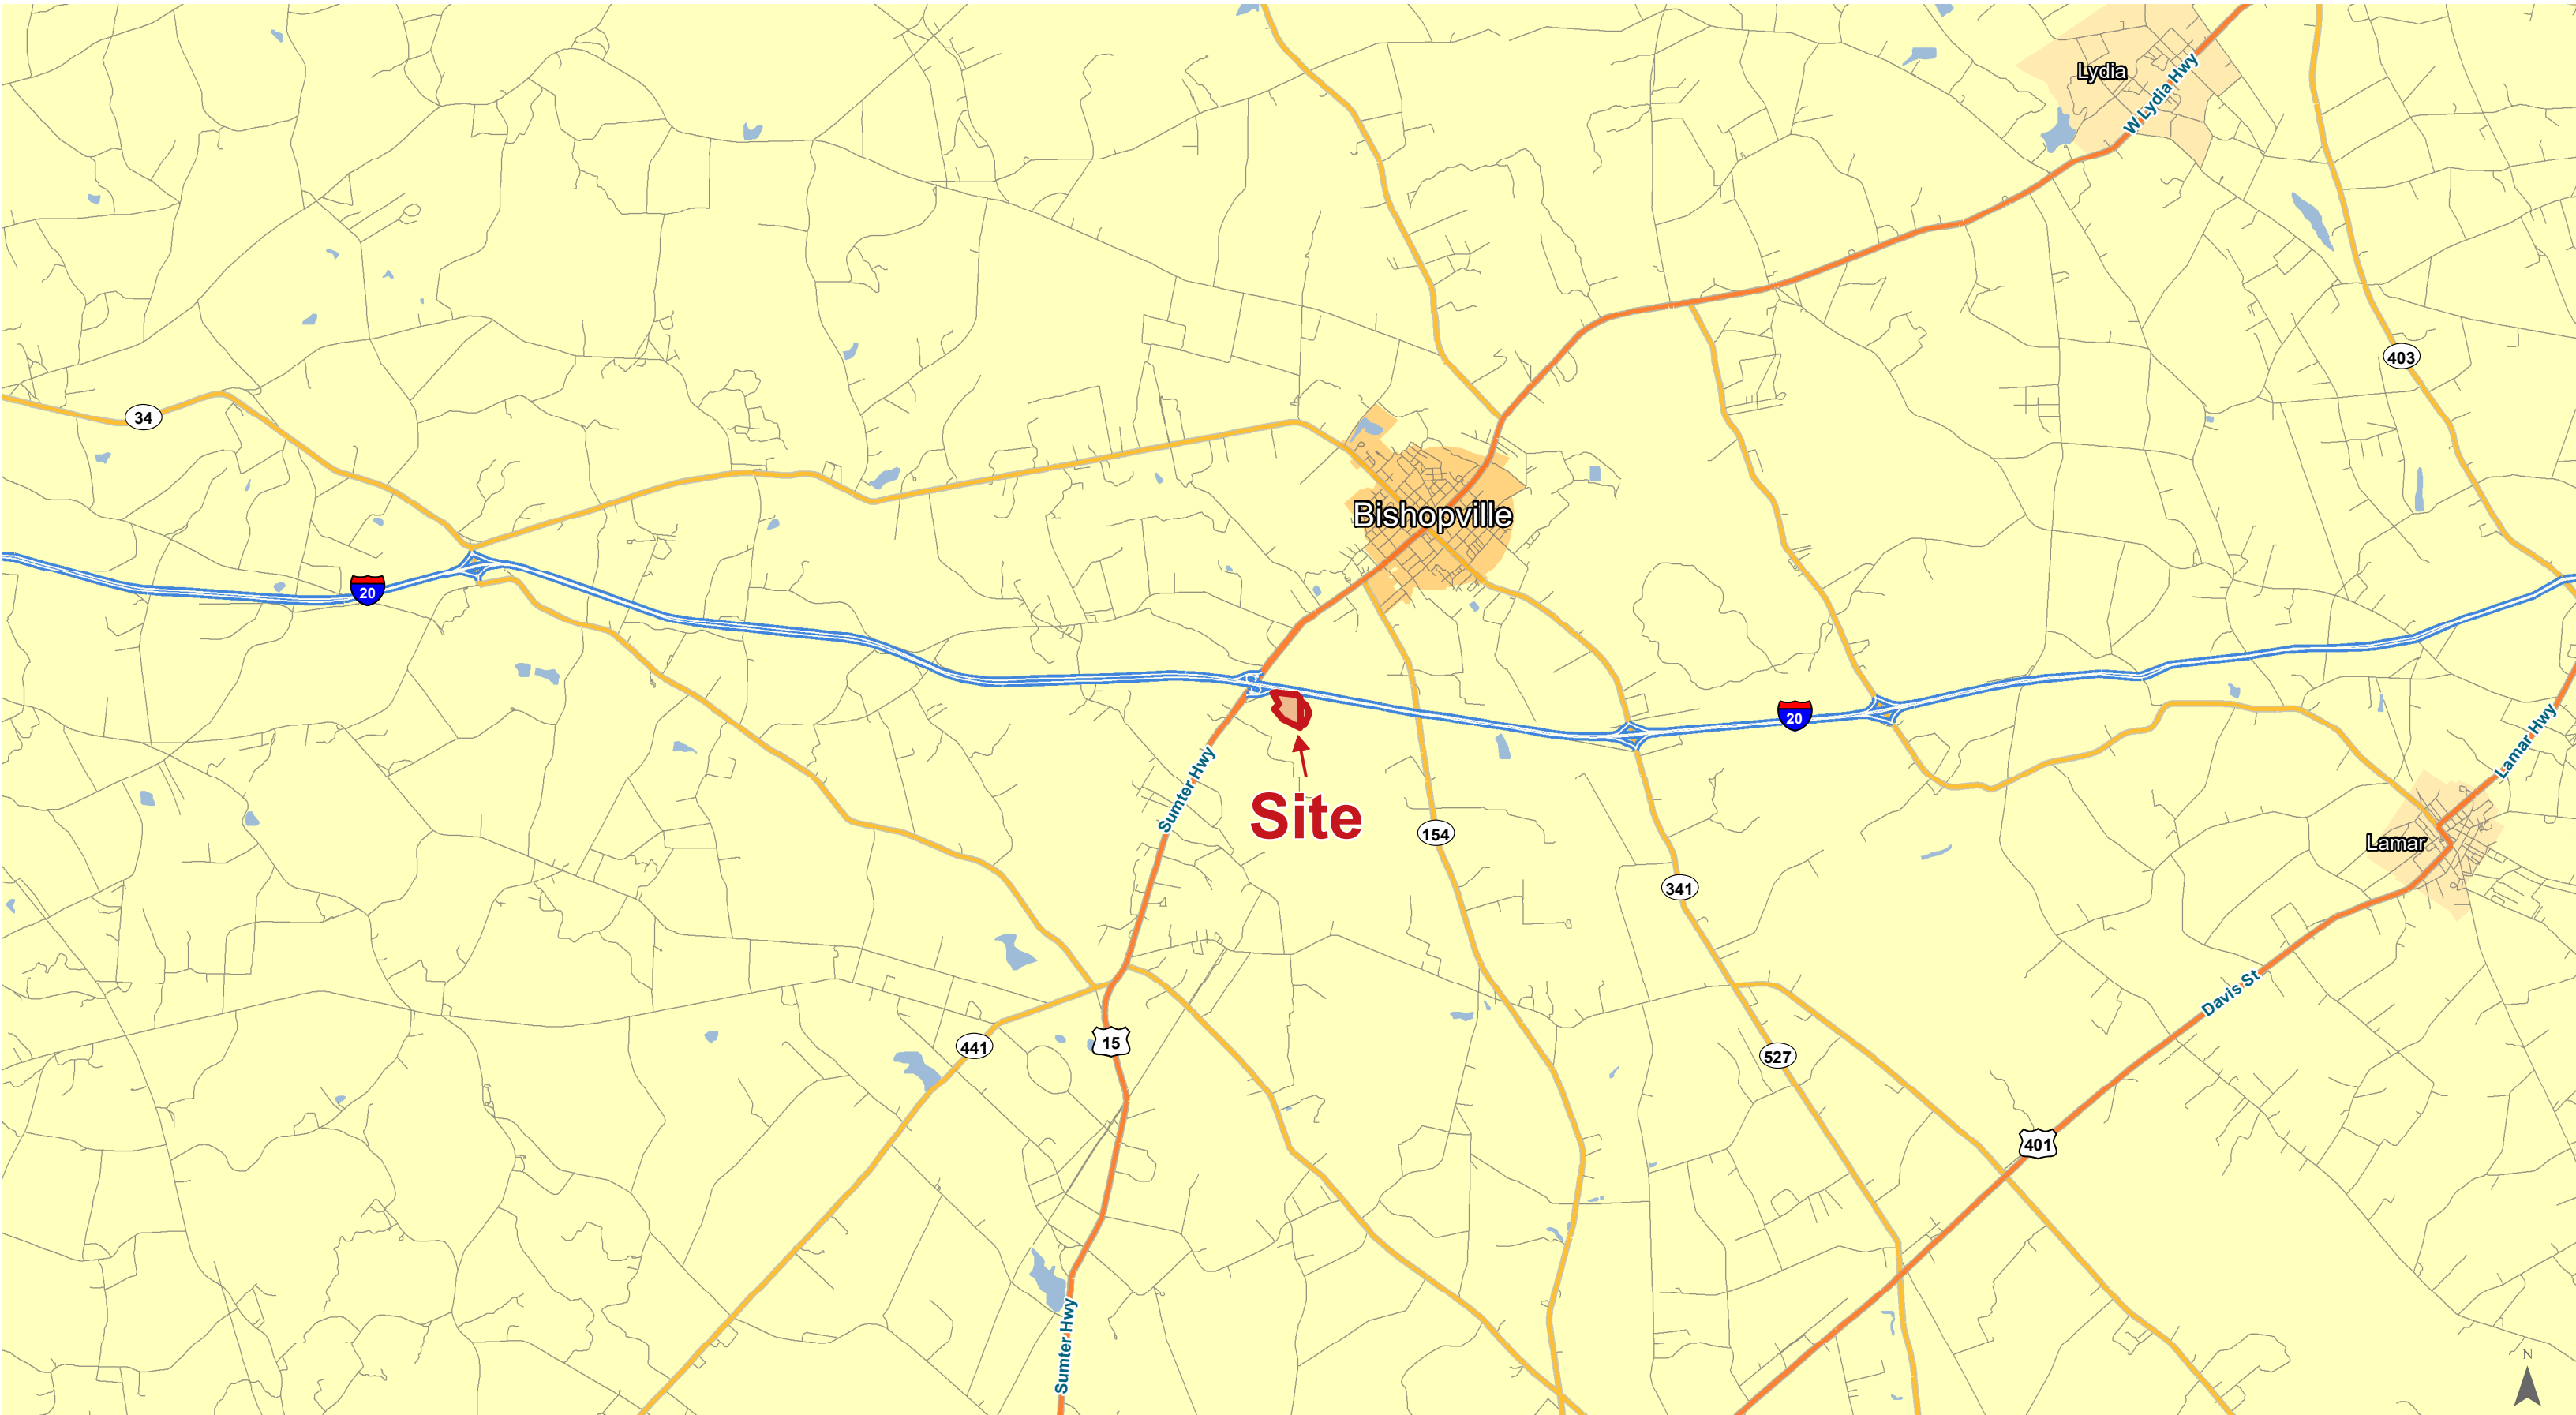 Lydia
W Lydia Hwy
403
34
Bishopville
20
20
Sumter Hwy
Site
154
Lamar Hwy
Lamar
341
Davis St
441
15
527
401
Sumter Hwy
N